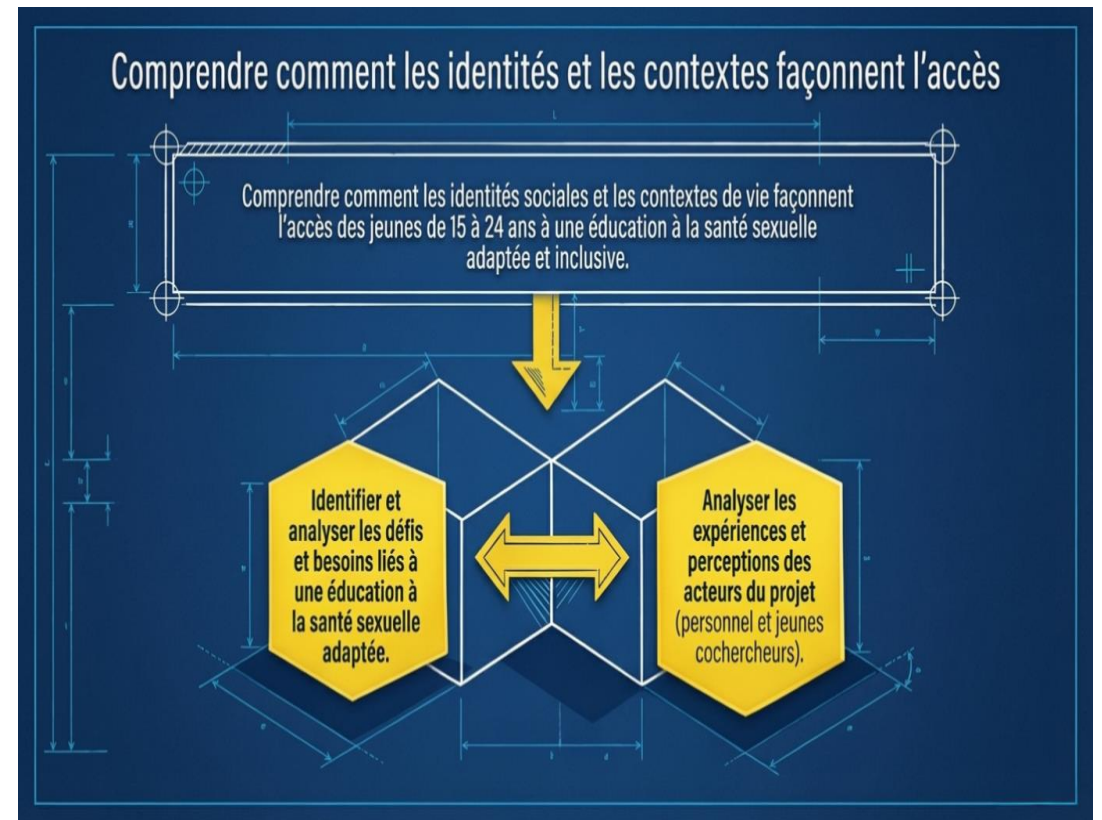 Comprendre comment les identités et les contextes façonnent l'accès
Comprendre comment les identités sociales et les contextes de vie façonnent
l'accès des jeunes de 15 à 24 ans à une éducation à la santé sexuelle
adaptée et inclusive.
Identifier et
analyser les défis
et besoins liés à
une éducation à
la santé sexuelle
adaptée.
Analyser les
expériences et
perceptions des
acteurs du projet
(personnel et jeunes
cochercheurs).